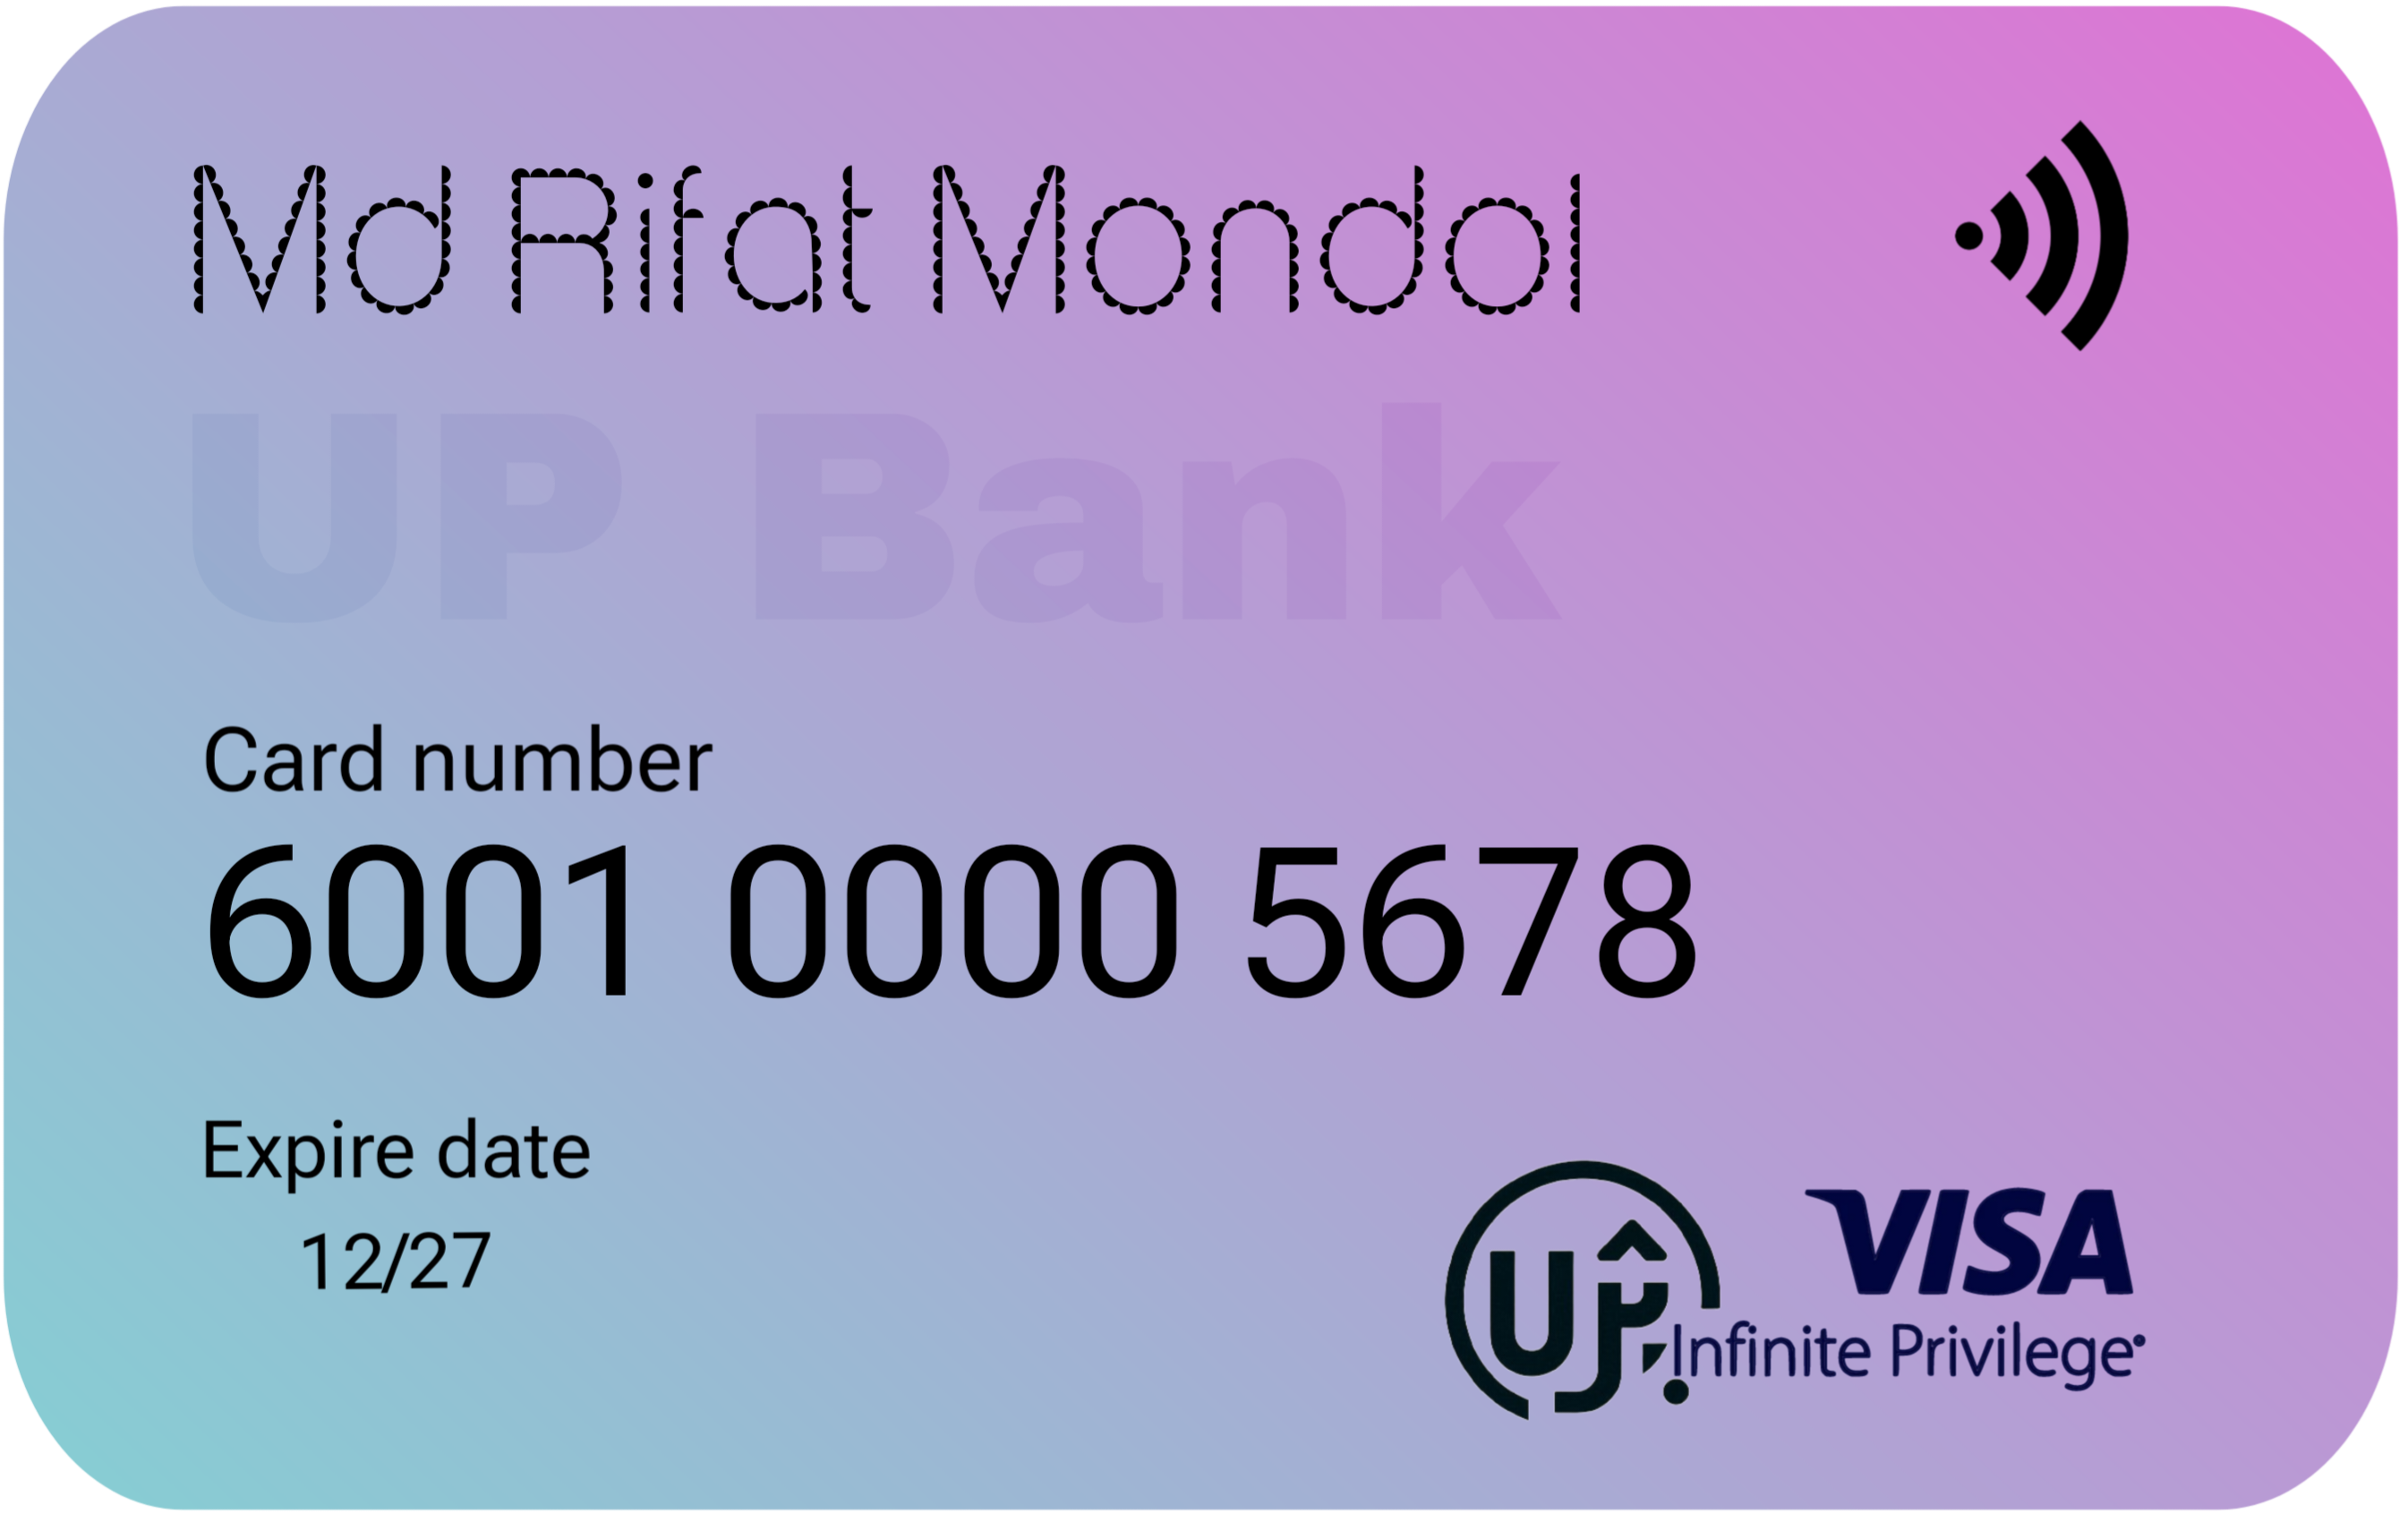 Md Rifat Mondol
UP Bank
Card number
6001 0000 5678
Expire date
12/27
UP
VISA
Infinite Privilege